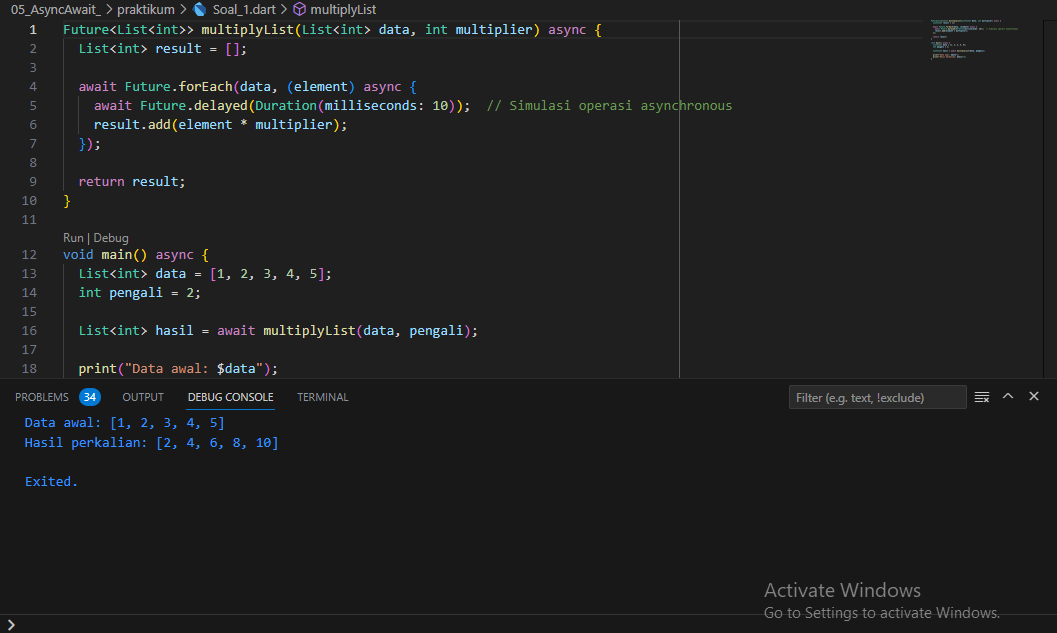 05_AsyncAwait_ > praktikum > Soal_1.dart > multiplyList
1 Future<List<int>> multiplyList(List<int> data, int multiplier) async {
2 List<int> result = [];
3
4 await Future.forEach(data, (element) async {
5 await Future.delayed(Duration(milliseconds: 10)); // Simulasi operasi asynchronous
6 result.add(element * multiplier);
7 });
8
9 return result;
10 }
11
Run | Debug
12 void main() async {
13 List<int> data = [1, 2, 3, 4, 5];
14 int pengali = 2;
15
16 List<int> hasil = await multiplyList(data, pengali);
17
18 print("Data awal: $data");
PROBLEMS 34 OUTPUT DEBUG CONSOLE TERMINAL Filter (e.g. text, !exclude)
Data awal: [1, 2, 3, 4, 5]
Hasil perkalian: [2, 4, 6, 8, 10]
Exited.
Activate Windows
Go to Settings to activate Windows.